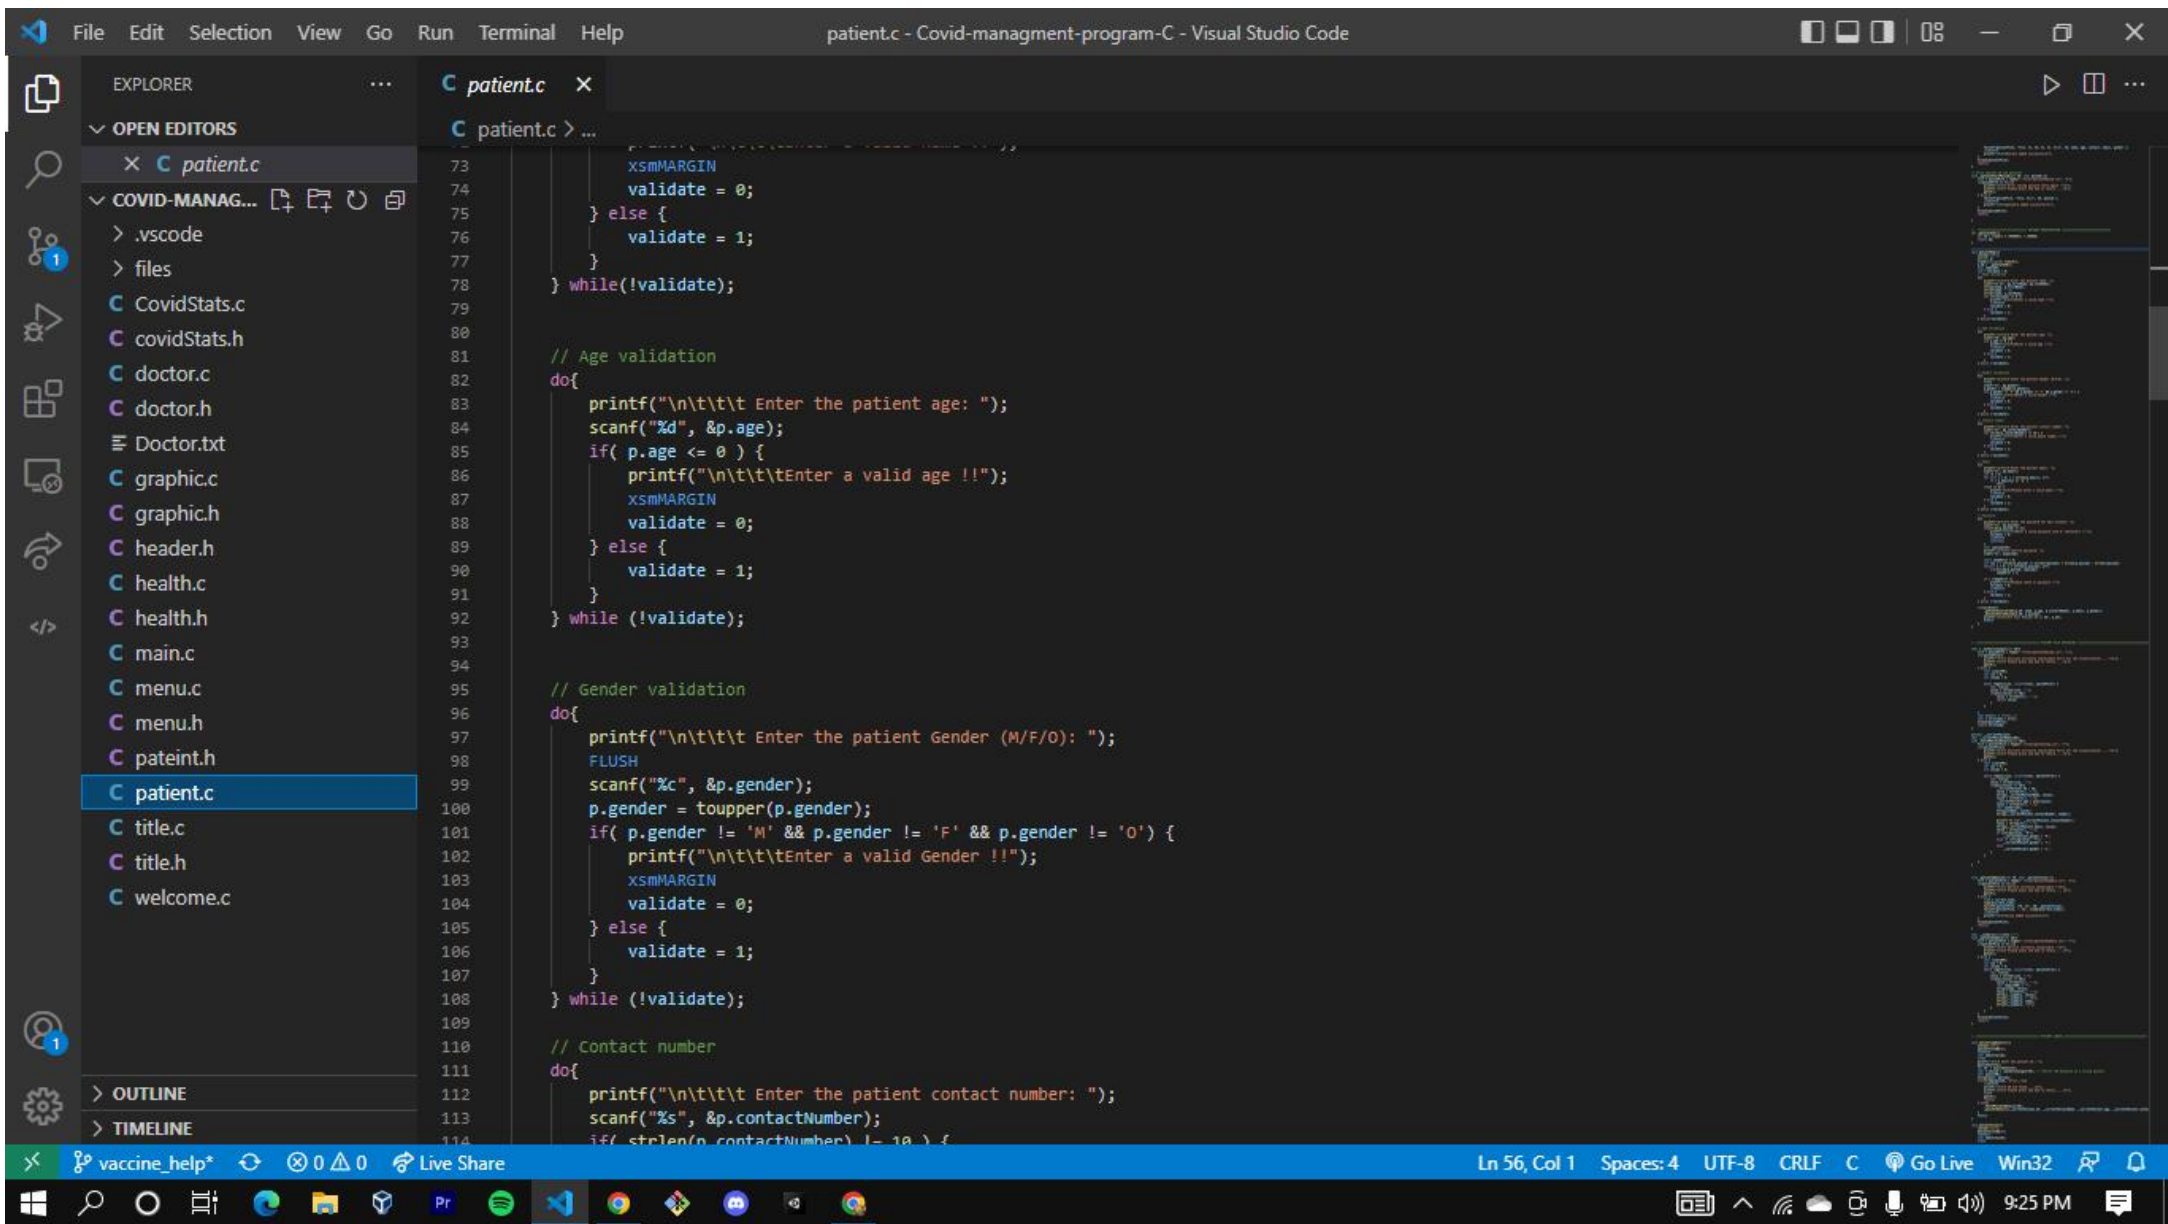 File Edit Selection View Go Run Terminal Help
patient.c - Covid-managment-program-C - Visual Studio Code
EXPLORER
OPEN EDITORS
C patient.c
COVID-MANAG...
.vscode
files
C CovidStats.c
C covidStats.h
C doctor.c
C doctor.h
Doctor.txt
C graphic.c
C graphic.h
C header.h
C health.c
C health.h
C main.c
C menu.c
C menu.h
C pateint.h
C patient.c
C title.c
C title.h
C welcome.c
OUTLINE
TIMELINE
1
1
C patient.c
C patient.c > ...
73 xsmMARGIN
74 validate = 0;
75 } else {
76 validate = 1;
77 }
78 } while(!validate);
79
80
81 // Age validation
82 do{
83 printf("\n\t\t\t Enter the patient age: ");
84 scanf("%d", &p.age);
85 if( p.age <= 0 ) {
86 printf("\n\t\t\tEnter a valid age !!");
87 xsmMARGIN
88 validate = 0;
89 } else {
90 validate = 1;
91 }
92 } while (!validate);
93
94
95 // Gender validation
96 do{
97 printf("\n\t\t\t Enter the patient Gender (M/F/O): ");
98 FLUSH
99 scanf("%c", &p.gender);
100 p.gender = toupper(p.gender);
101 if( p.gender != 'M' && p.gender != 'F' && p.gender != 'O') {
102 printf("\n\t\t\tEnter a valid Gender !!");
103 xsmMARGIN
104 validate = 0;
105 } else {
106 validate = 1;
107 }
108 } while (!validate);
109
110 // Contact number
111 do{
112 printf("\n\t\t\t Enter the patient contact number: ");
113 scanf("%s", &p.contactNumber);
114 if( strlen(p.contactNumber) != 10 ) {
vaccine_help* 0 0 Live Share
Ln 56, Col 1 Spaces: 4 UTF-8 CRLF C Go Live Win32
Pr
9:25 PM